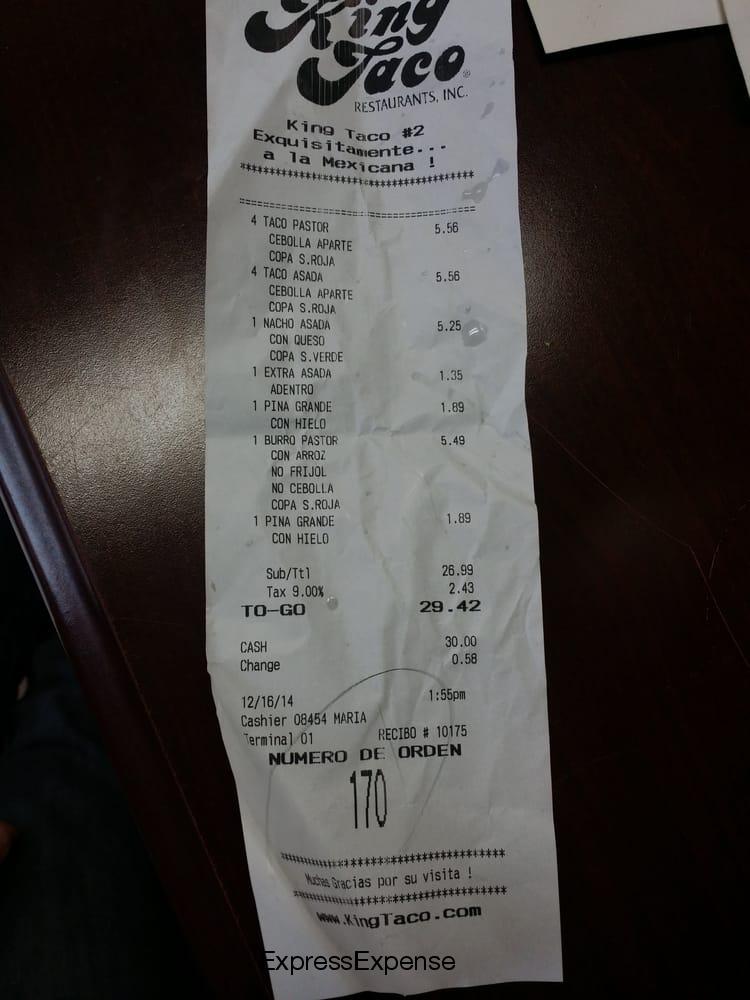 King
Taco®
RESTAURANTS, INC.
King Taco #2
Exquisitamente...
a la Mexicana !
4 TACO PASTOR 5.56
CEBOLLA APARTE
COPA S.ROJA
4 TACO ASADA 5.56
CEBOLLA APARTE
COPA S.ROJA
1 NACHO ASADA 5.25
CON QUESO
COPA S.VERDE
1 EXTRA ASADA 1.35
ADENTRO
1 PINA GRANDE 1.89
CON HIELO
1 BURRO PASTOR 5.49
CON ARROZ
NO FRIJOL
NO CEBOLLA
COPA S.ROJA
1 PINA GRANDE 1.89
CON HIELO
Sub/Ttl 26.99
Tax 9.00% 2.43
TO-GO 29.42
CASH 30.00
Change 0.58
12/16/14 1:55pm
Cashier 08454 MARIA
Terminal 01 RECIBO # 10175
NUMERO DE ORDEN
170
Muchas Gracias por su visita !
www.KingTaco.com
ExpressExpense